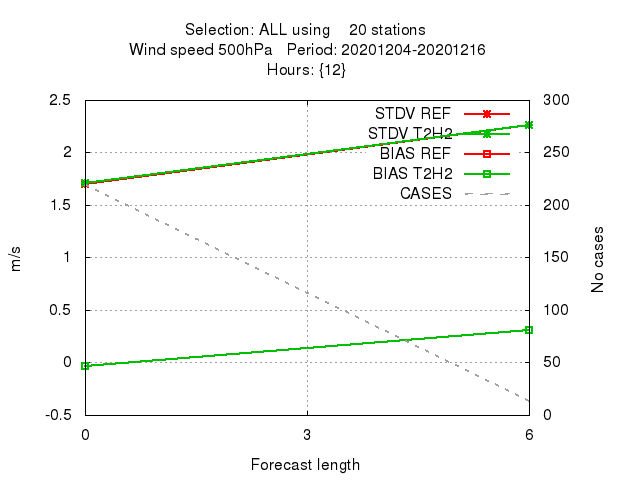 Selection: ALL using 20 stations
Wind speed 500hPa Period: 20201204-20201216
Hours: {12}
2.5
2
1.5
1
0.5
0
-0.5
300
250
200
150
100
50
0
STDV REF
STDV T2H2
BIAS REF
BIAS T2H2
CASES
m/s
No cases
0 3 6
Forecast length